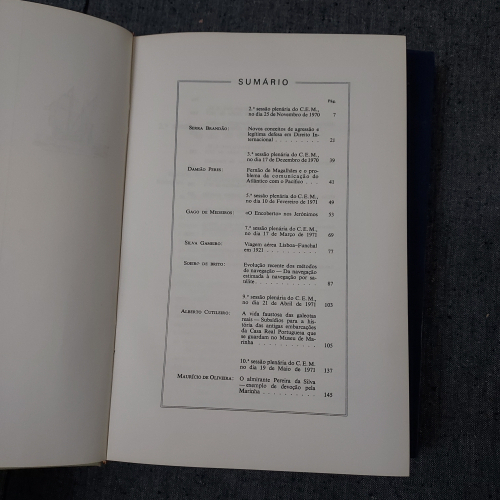 SUMÁRIO
Pág.
3.ª sessão plenária do C. E. M.,
no dia 25 de Novembro de 1970 7
Serra Brandão: Novos conceitos de agressão e
legítima defesa em Direito In-
ternacional . . . . . . . . . 21
3.ª sessão plenária do C. E. M.,
no dia 17 de Dezembro de 1970 39
Damião Peres: Fernão de Magalhães e o pro-
blema da comunicação do
Atlântico com o Pacífico . . . 41
5.ª sessão plenária do C. E. M.,
no dia 10 de Fevereiro de 1971 49
Gago de Medeiros: «O Encoberto» nos Jerónimos 53
7.ª sessão plenária do C. E. M.,
no dia 17 de Março de 1971 69
Silva Gameiro: Viagem aérea Lisboa-Funchal
em 1921 . . . . . . . . . . 77
Sobero de Brito: Evolução recente dos métodos
de navegação — Da navegação
estimada à navegação por sa-
télite . . . . . . . . . . . 87
9.ª sessão plenária do C. E. M.,
no dia 21 de Abril de 1971 103
Alberto Cutileiro: A vida faustosa das galeotas
reais — Subsídios para a his-
tória das antigas embarcações
da Casa Real Portuguesa que
se guardam no Museu de Ma-
rinha . . . . . . . . . . . 105
10.ª sessão plenária do C. E. M.
no dia 19 de Maio de 1971 137
Maurício de Oliveira: O almirante Pereira da Silva
— exemplo de devoção pela
Marinha . . . . . . . . . . 145